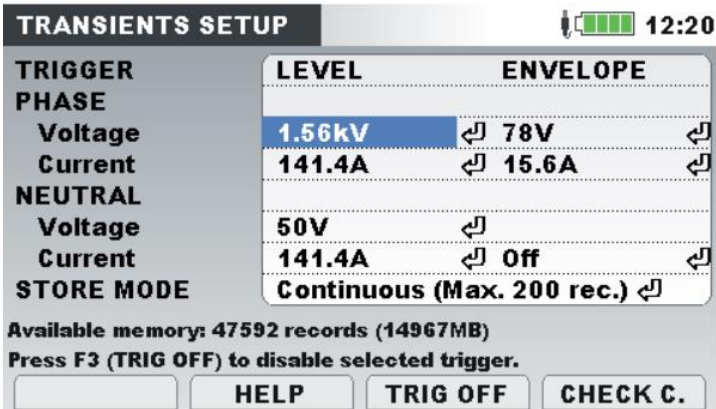 TRANSIENTS SETUP 12:20
TRIGGER LEVEL ENVELOPE
PHASE
Voltage 1.56kV 78V
Current 141.4A 15.6A
NEUTRAL
Voltage 50V
Current 141.4A Off
STORE MODE Continuous (Max. 200 rec.)
Available memory: 47592 records (14967MB)
Press F3 (TRIG OFF) to disable selected trigger.
HELP TRIG OFF CHECK C.